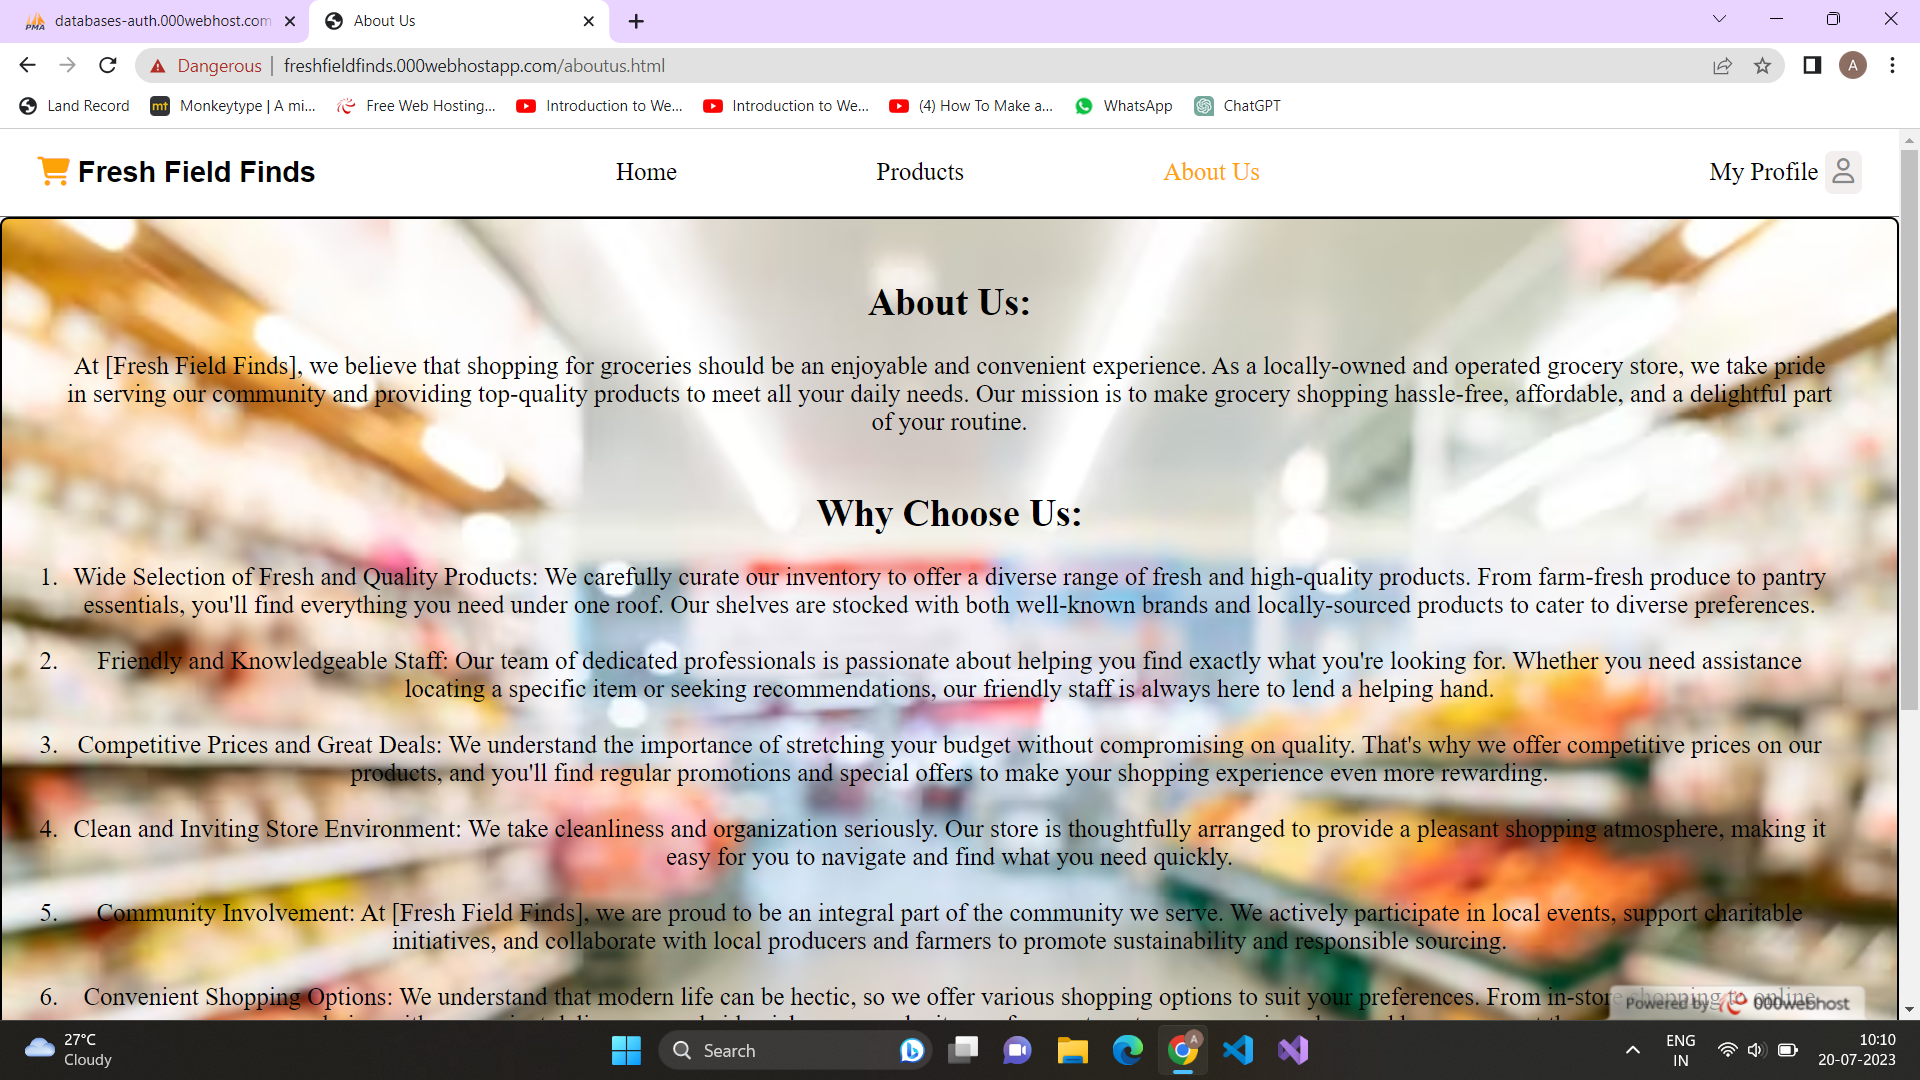 databases-auth.000webhost.com
About Us
Dangerous
freshfieldfinds.000webhostapp.com/aboutus.html
A
Land Record
mt
Monkeytype | A mi...
Free Web Hosting...
Introduction to We...
Introduction to We...
(4) How To Make a...
WhatsApp
ChatGPT
Fresh Field Finds
Home
Products
About Us
My Profile
About Us:
At [Fresh Field Finds], we believe that shopping for groceries should be an enjoyable and convenient experience. As a locally-owned and operated grocery store, we take pride
in serving our community and providing top-quality products to meet all your daily needs. Our mission is to make grocery shopping hassle-free, affordable, and a delightful part
of your routine.
Why Choose Us:
1. Wide Selection of Fresh and Quality Products: We carefully curate our inventory to offer a diverse range of fresh and high-quality products. From farm-fresh produce to pantry
essentials, you'll find everything you need under one roof. Our shelves are stocked with both well-known brands and locally-sourced products to cater to diverse preferences.
2. Friendly and Knowledgeable Staff: Our team of dedicated professionals is passionate about helping you find exactly what you're looking for. Whether you need assistance
locating a specific item or seeking recommendations, our friendly staff is always here to lend a helping hand.
3. Competitive Prices and Great Deals: We understand the importance of stretching your budget without compromising on quality. That's why we offer competitive prices on our
products, and you'll find regular promotions and special offers to make your shopping experience even more rewarding.
4. Clean and Inviting Store Environment: We take cleanliness and organization seriously. Our store is thoughtfully arranged to provide a pleasant shopping atmosphere, making it
easy for you to navigate and find what you need quickly.
5. Community Involvement: At [Fresh Field Finds], we are proud to be an integral part of the community we serve. We actively participate in local events, support charitable
initiatives, and collaborate with local producers and farmers to promote sustainability and responsible sourcing.
6. Convenient Shopping Options: We understand that modern life can be hectic, so we offer various shopping options to suit your preferences. From in-store shopping to online
Powered by 000webhost
27°C
Cloudy
Search
A
ENG
IN
10:10
20-07-2023